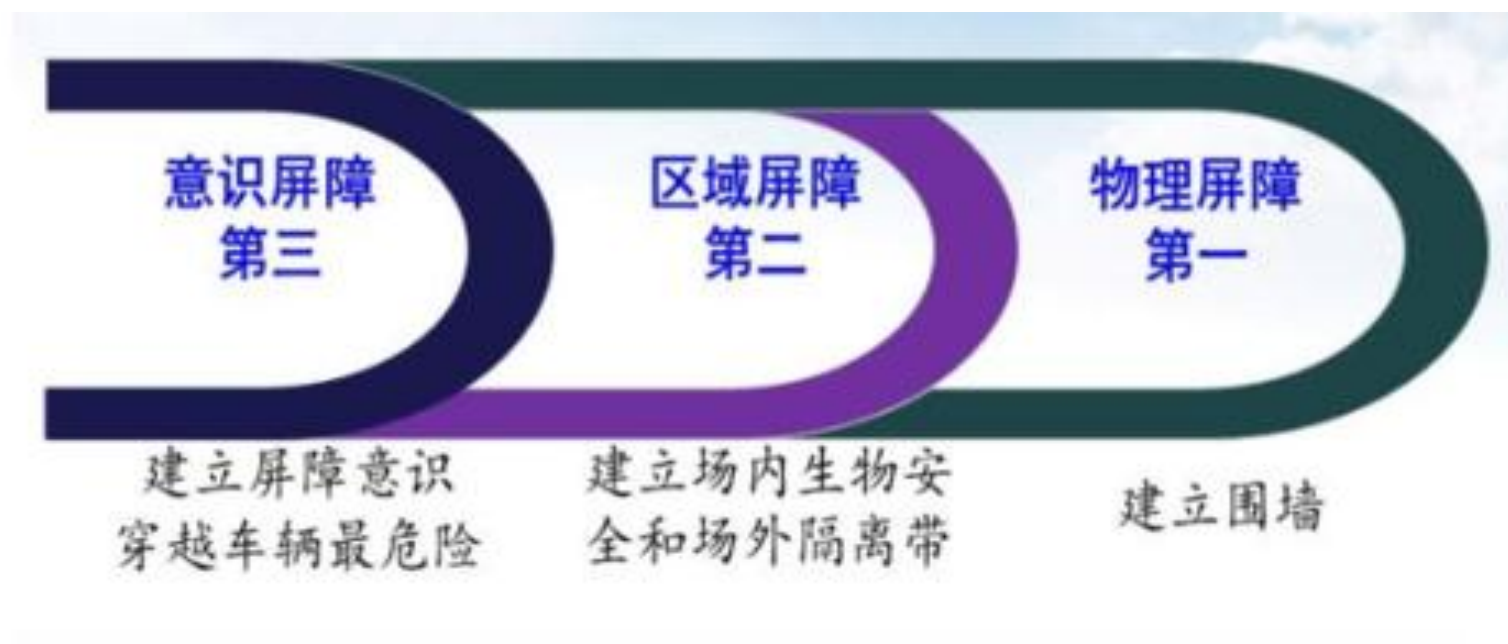 意识屏障
第三
区域屏障
第二
物理屏障
第一
建立屏障意识
穿越车辆最危险
建立场内生物安
全和场外隔离带
建立围墙